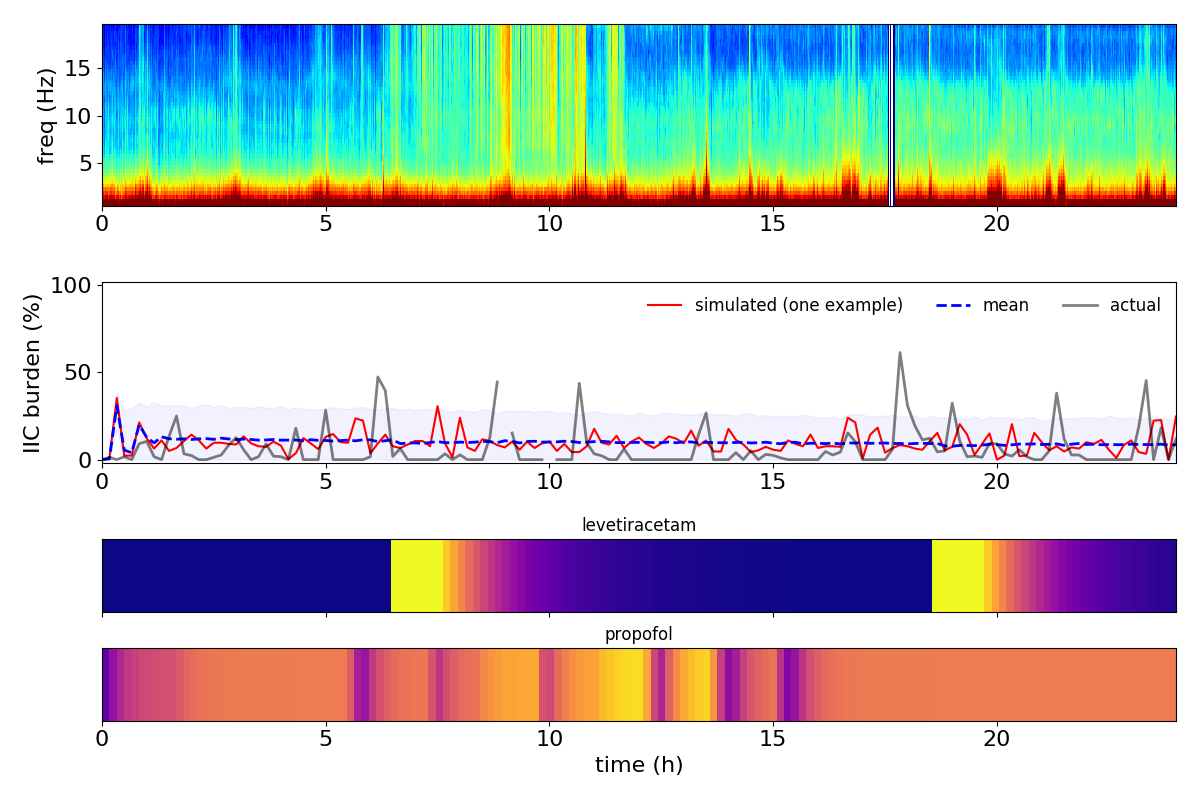 freq (Hz)
15
10
5
0 5 10 15 20
IIC burden (%)
100
50
0
simulated (one example) mean actual
0 5 10 15 20
levetiracetam
propofol
0 5 10 15 20
time (h)